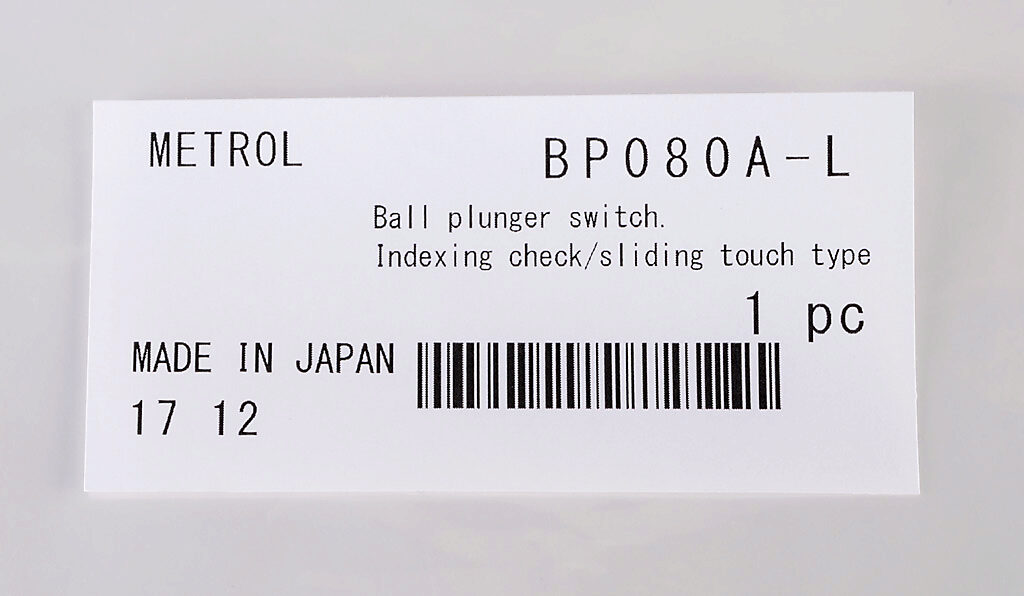 METROL
BP080A-L
Ball plunger switch.
Indexing check/sliding touch type
1 pc
MADE IN JAPAN
17 12